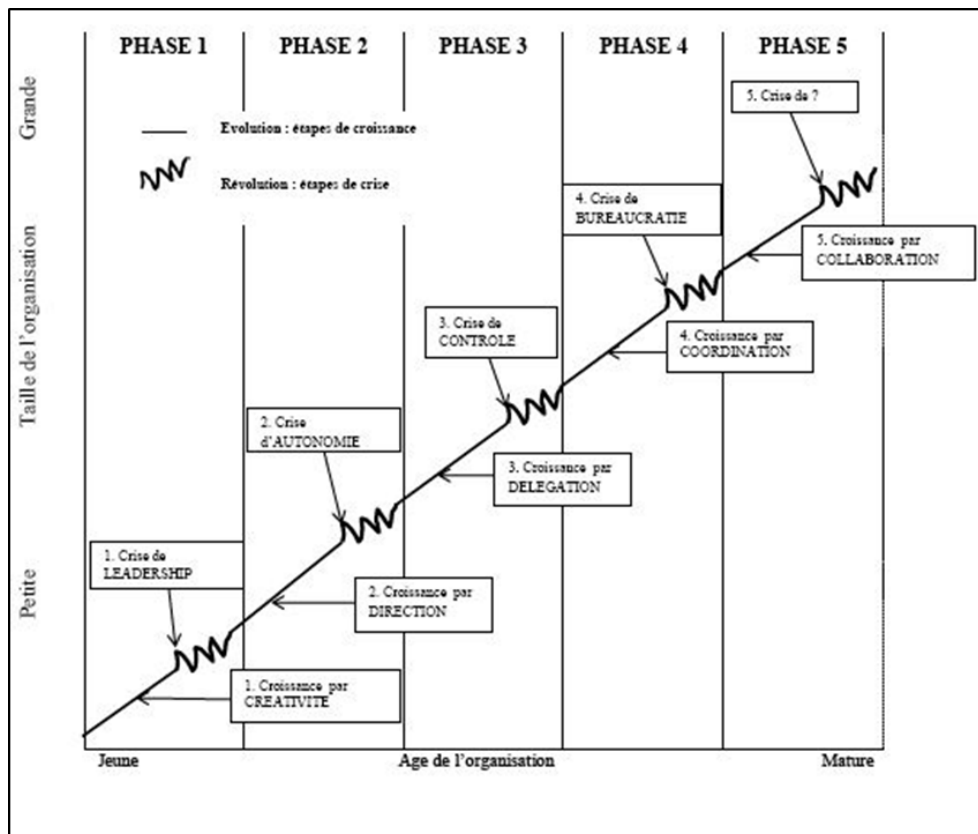 PHASE 1
PHASE 2
PHASE 3
PHASE 4
PHASE 5
Grande
Taille de l'organisation
Petite
Evolution : étapes de croissance
Révolution : étapes de crise
5. Crise de ?
4. Crise de
BUREAUCRATIE
5. Croissance par
COLLABORATION
3. Crise de
CONTROLE
4. Croissance par
COORDINATION
2. Crise
d'AUTONOMIE
3. Croissance par
DELEGATION
1. Crise de
LEADERSHIP
2. Croissance par
DIRECTION
1. Croissance par
CREATIVITE
Jeune
Age de l'organisation
Mature